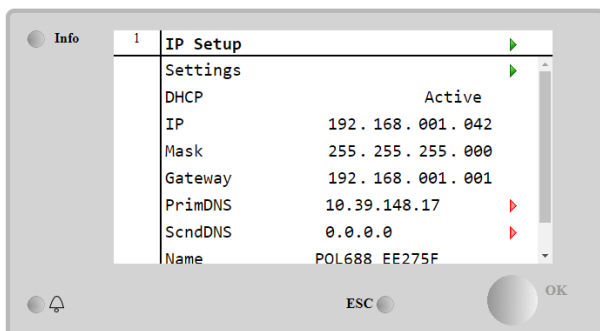 Info
1 IP Setup
Settings
DHCP Active
IP 192.168.001.042
Mask 255.255.255.000
Gateway 192.168.001.001
PrimDNS 10.39.148.17
ScndDNS 0.0.0.0
Name POL688_EE275F
ESC
OK